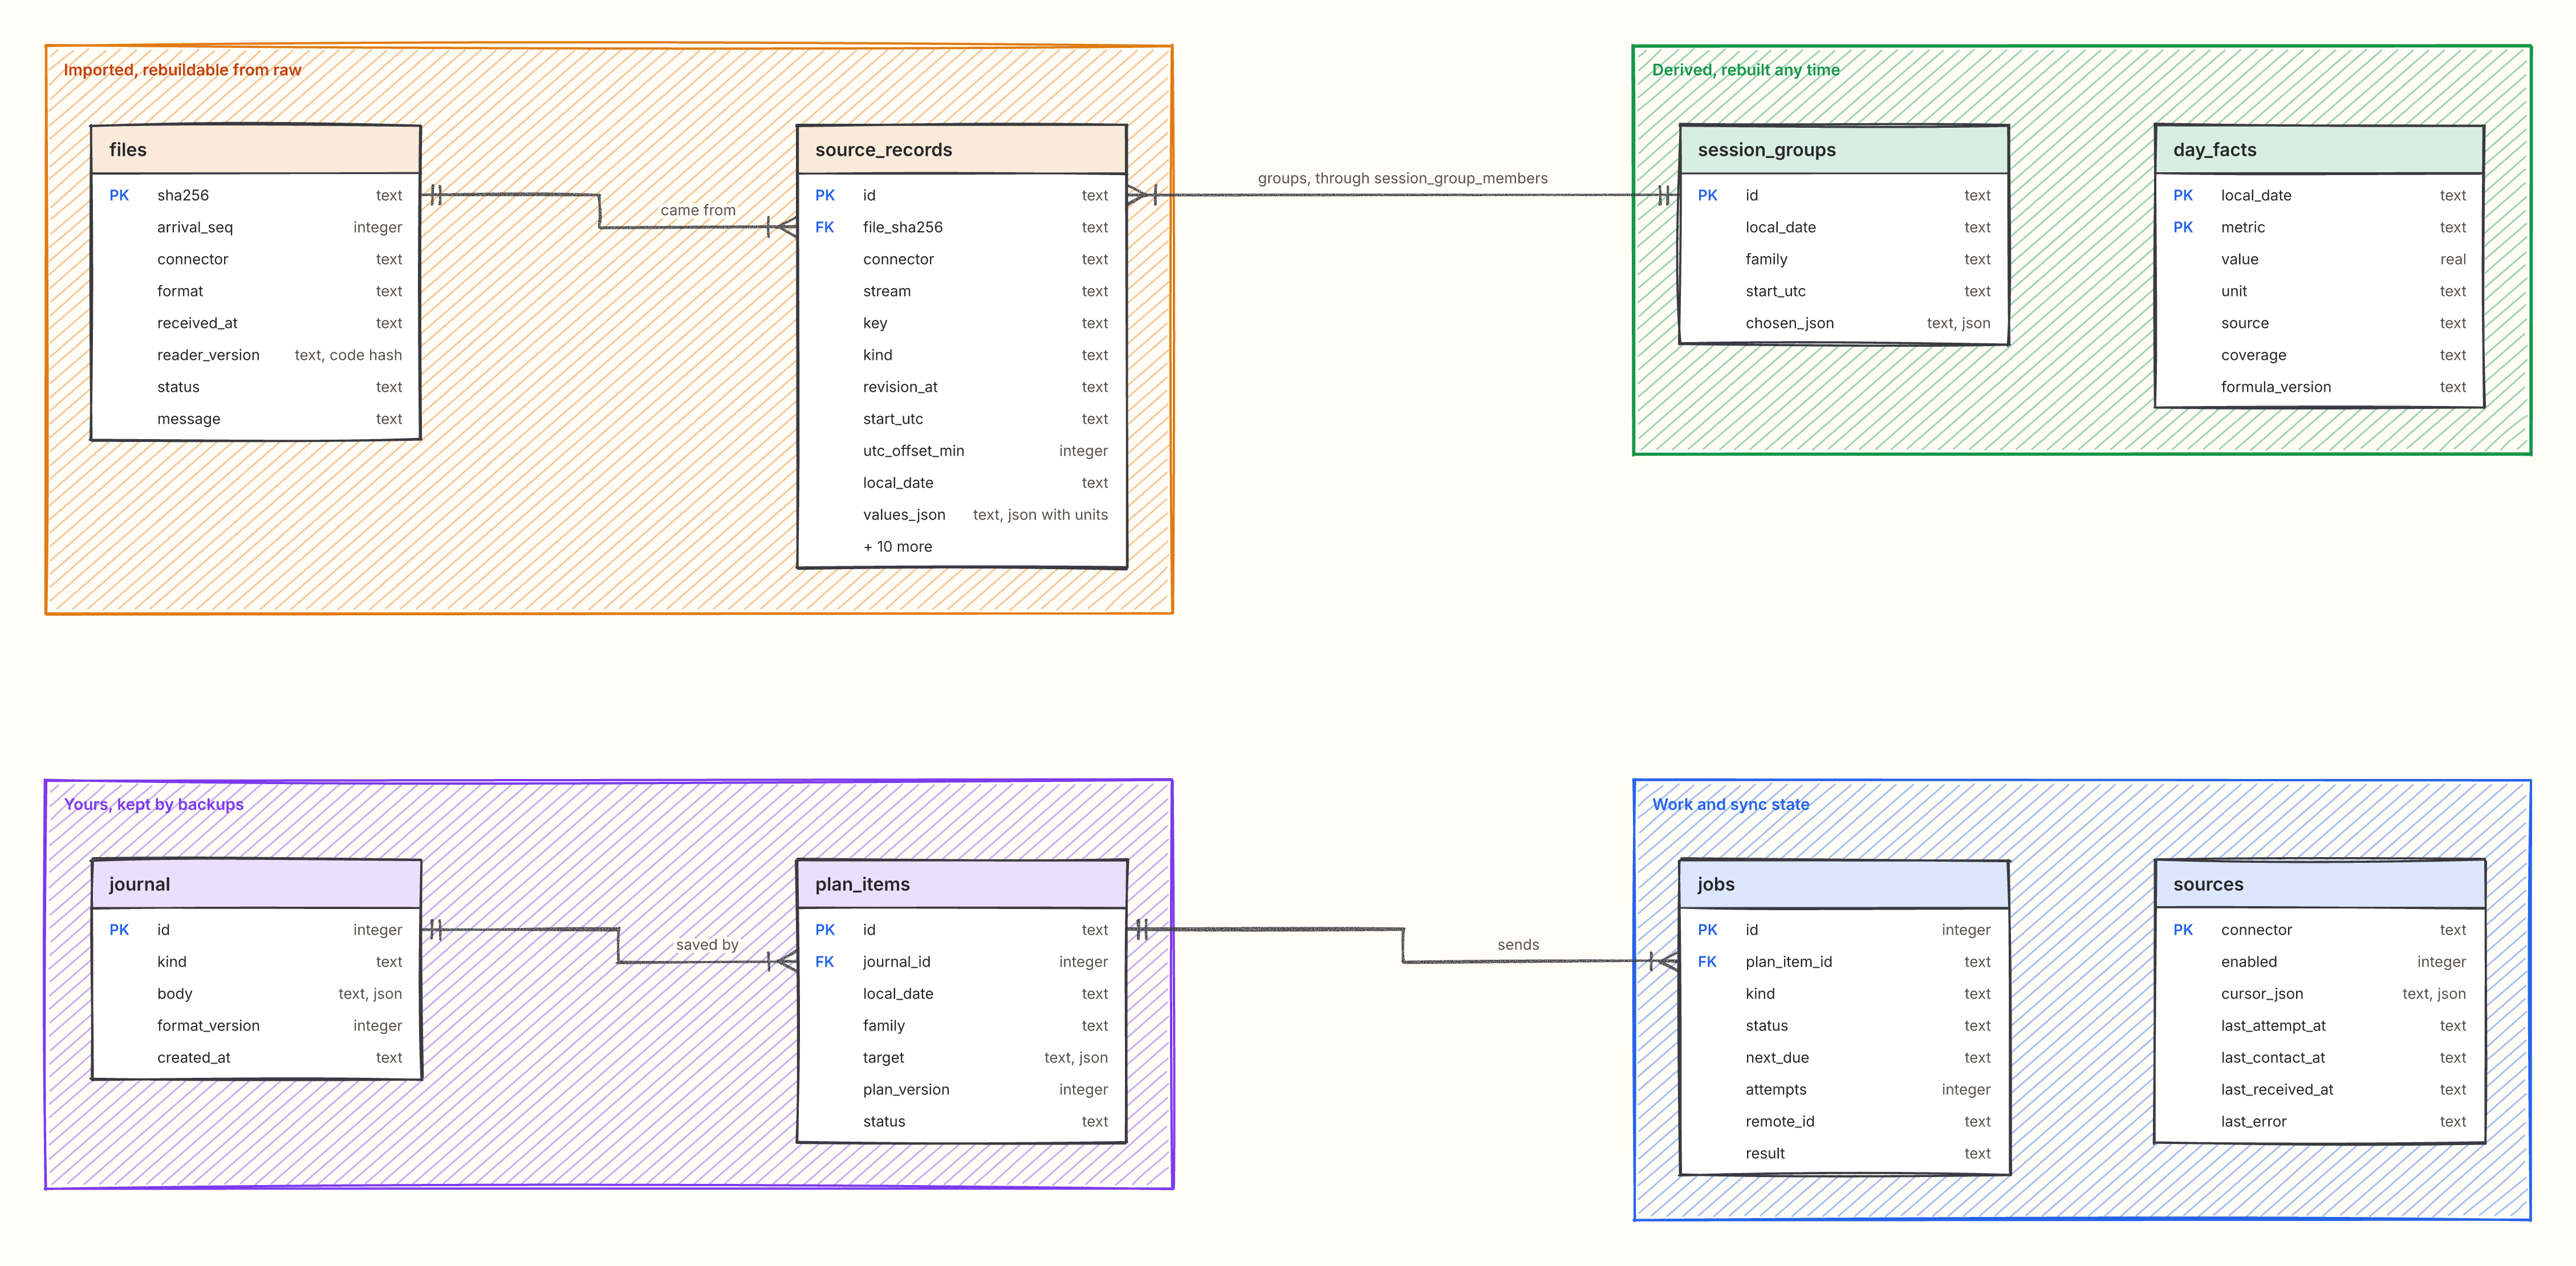 Imported, rebuildable from raw
files
PK sha256 text
arrival_seq integer
connector text
format text
received_at text
reader_version text, code hash
status text
message text
came from
source_records
PK id text
FK file_sha256 text
connector text
stream text
key text
kind text
revision_at text
start_utc text
utc_offset_min integer
local_date text
values_json text, json with units
+ 10 more
groups, through session_group_members
Derived, rebuilt any time
session_groups
PK id text
local_date text
family text
start_utc text
chosen_json text, json
day_facts
PK local_date text
PK metric text
value real
unit text
source text
coverage text
formula_version text
Yours, kept by backups
journal
PK id integer
kind text
body text, json
format_version integer
created_at text
saved by
plan_items
PK id text
FK journal_id integer
local_date text
family text
target text, json
plan_version integer
status text
sends
Work and sync state
jobs
PK id integer
FK plan_item_id text
kind text
status text
next_due text
attempts integer
remote_id text
result text
sources
PK connector text
enabled integer
cursor_json text, json
last_attempt_at text
last_contact_at text
last_received_at text
last_error text